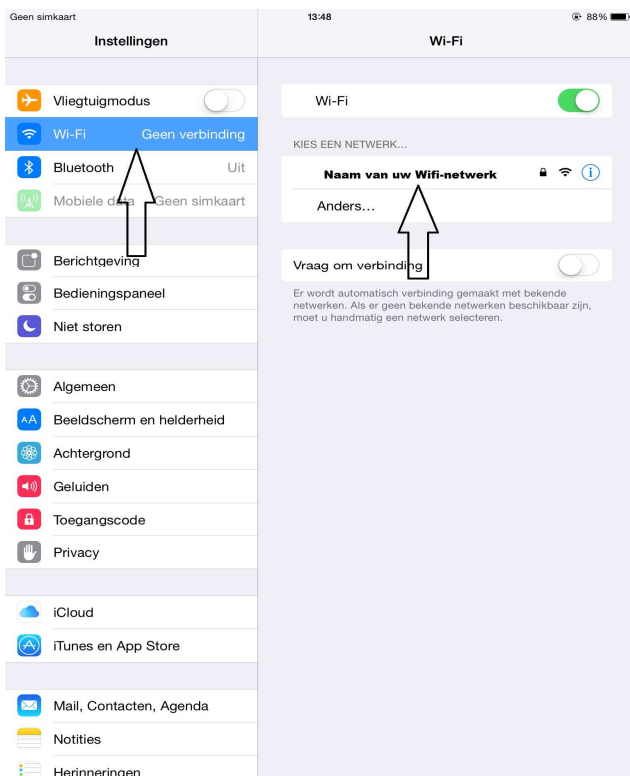 Geen simkaart
13:48
88%
Instellingen
Wi-Fi
Vliegtuigmodus
Wi-Fi Geen verbinding
Bluetooth Uit
Mobiele data Geen simkaart
Berichtgeving
Bedieningspaneel
Niet storen
Algemeen
AA
Beeldscherm en helderheid
Achtergrond
Geluiden
Toegangscode
Privacy
iCloud
iTunes en App Store
Mail, Contacten, Agenda
Notities
Herinneringen
Wi-Fi
KIES EEN NETWERK...
Naam van uw Wifi-netwerk
Anders...
Vraag om verbinding
Er wordt automatisch verbinding gemaakt met bekende
netwerken. Als er geen bekende netwerken beschikbaar zijn,
moet u handmatig een netwerk selecteren.